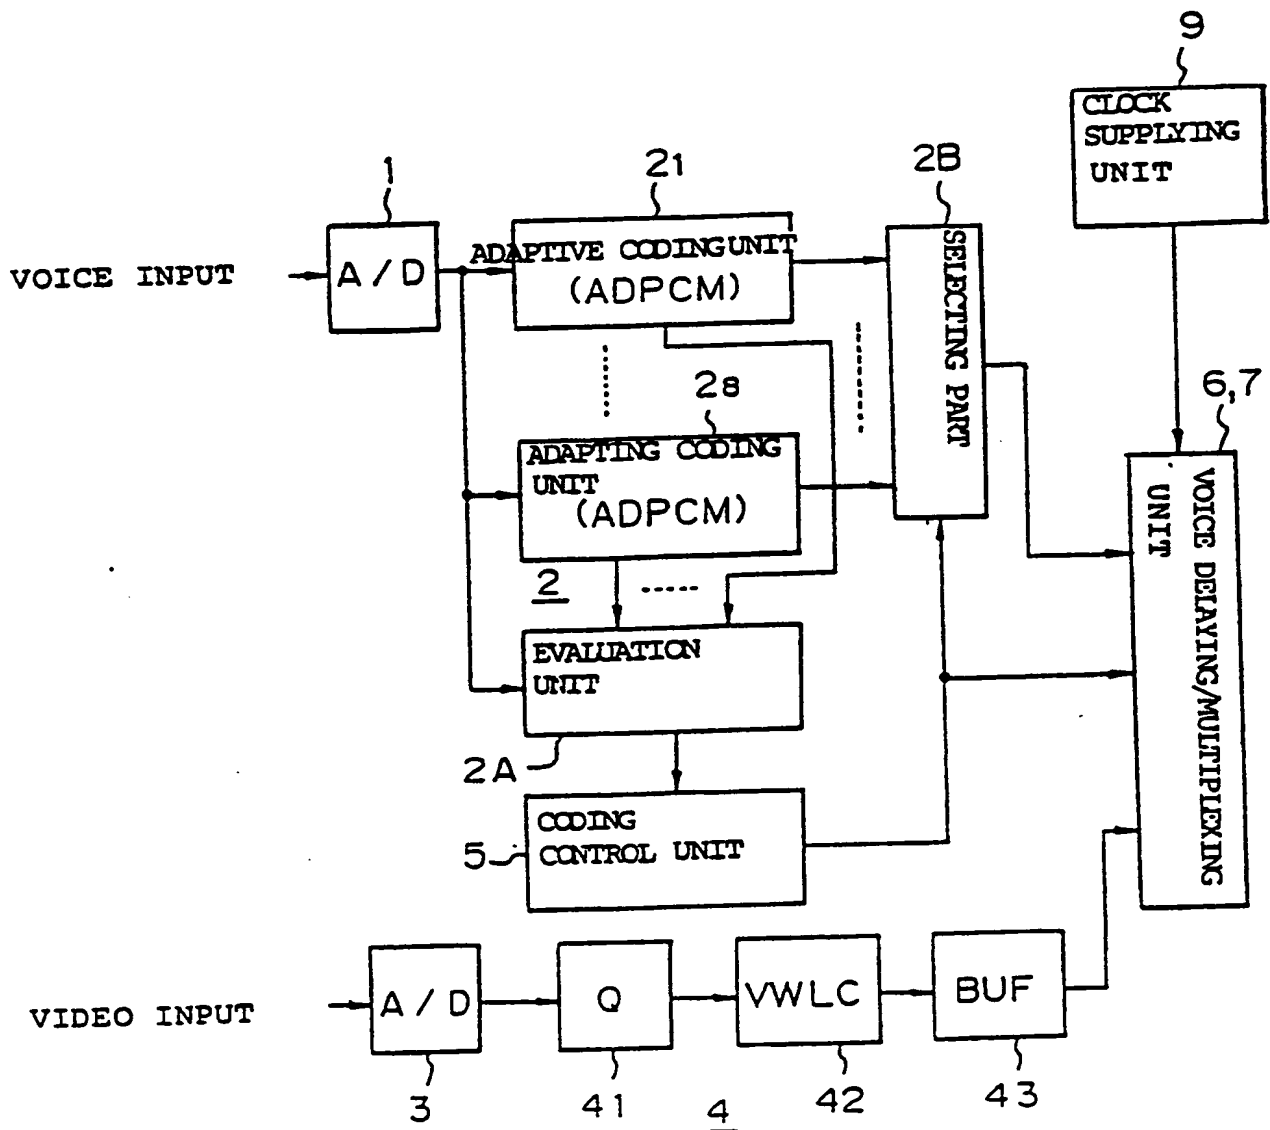 9
CLOCK
SUPPLYING
UNIT
1
21
2B
VOICE INPUT
A/D
ADAPTIVE CODING UNIT
(ADPCM)
SELECTING PART
28
ADAPTING CODING
UNIT
(ADPCM)
6,7
VOICE DELAYING/MULTIPLEXING
UNIT
2
EVALUATION
UNIT
2A
CODING
CONTROL UNIT
5
VIDEO INPUT
A/D
Q
VWLC
BUF
3
41
4
42
43